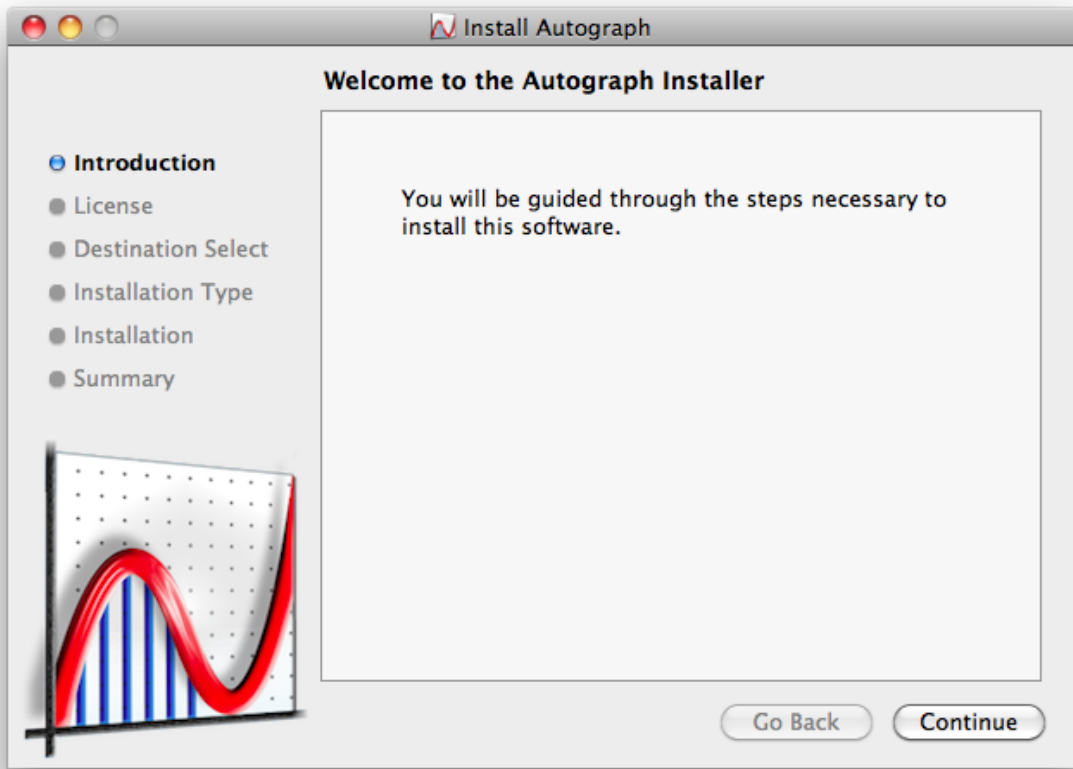 Install Autograph
Welcome to the Autograph Installer
Introduction
License
Destination Select
Installation Type
Installation
Summary
You will be guided through the steps necessary to
install this software.
Go Back
Continue